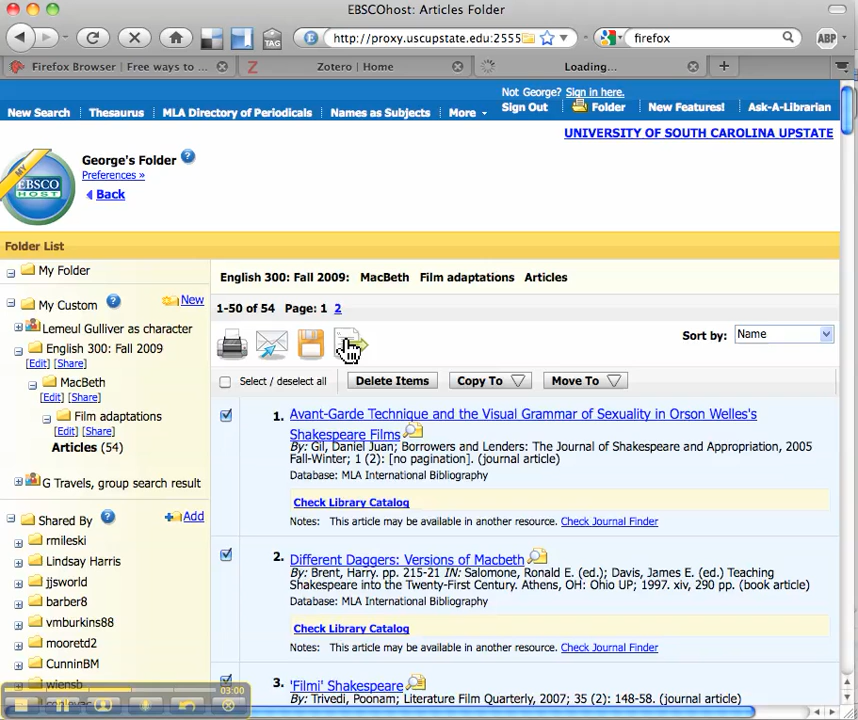 EBSCOhost: Articles Folder
http://proxy.uscupstate.edu:2555
firefox
ABP
TAG
Firefox Browser | Free ways to ...
Zotero | Home
Loading...
Not George? Sign in here.
New Search Thesaurus MLA Directory of Periodicals Names as Subjects More Sign Out Folder New Features! Ask-A-Librarian
UNIVERSITY OF SOUTH CAROLINA UPSTATE
MY
EBSCO
HOST
George's Folder
Preferences »
Back
Folder List
My Folder
My Custom New
Lemeul Gulliver as character
English 300: Fall 2009
[Edit] [Share]
MacBeth
[Edit] [Share]
Film adaptations
[Edit] [Share]
Articles (54)
G Travels, group search result
Shared By Add
rmileski
Lindsay Harris
jjsworld
barber8
vmburkins88
mooretd2
CunninBM
wiensb
03:00
English 300: Fall 2009: MacBeth Film adaptations Articles
1-50 of 54 Page: 1 2
Sort by: Name
Select / deselect all Delete Items Copy To Move To
1. Avant-Garde Technique and the Visual Grammar of Sexuality in Orson Welles's
Shakespeare Films
By: Gil, Daniel Juan; Borrowers and Lenders: The Journal of Shakespeare and Appropriation, 2005
Fall-Winter; 1 (2): [no pagination]. (journal article)
Database: MLA International Bibliography
Check Library Catalog
Notes: This article may be available in another resource. Check Journal Finder
2. Different Daggers: Versions of Macbeth
By: Brent, Harry. pp. 215-21 IN: Salomone, Ronald E. (ed.); Davis, James E. (ed.) Teaching
Shakespeare into the Twenty-First Century. Athens, OH: Ohio UP; 1997. xiv, 290 pp. (book article)
Database: MLA International Bibliography
Check Library Catalog
Notes: This article may be available in another resource. Check Journal Finder
3. 'Filmi' Shakespeare
By: Trivedi, Poonam; Literature Film Quarterly, 2007; 35 (2): 148-58. (journal article)